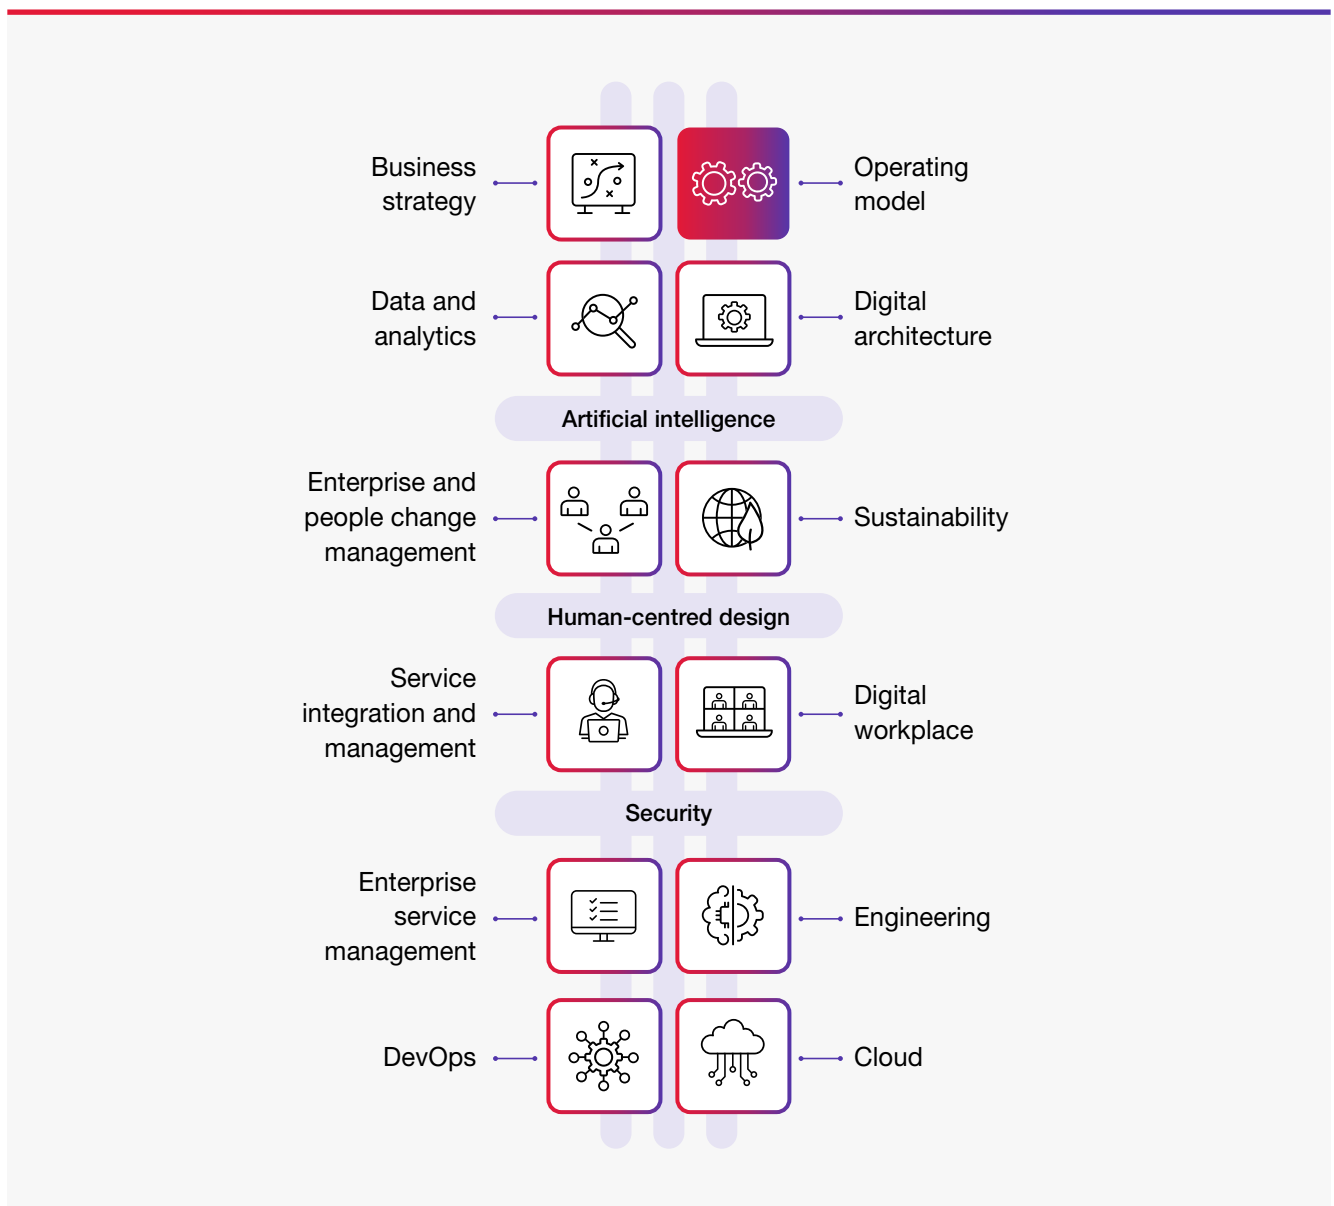 Business
strategy
Operating
model
Data and
analytics
Digital
architecture
Artificial intelligence
Enterprise and
people change
management
Sustainability
Human-centred design
Service
integration and
management
Digital
workplace
Security
Enterprise
service
management
Engineering
DevOps
Cloud